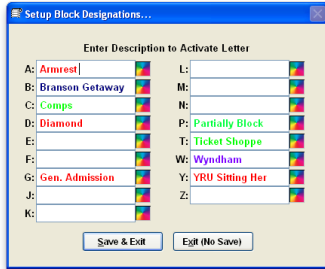 Setup Block Designations...
Enter Description to Activate Letter
A: Armrest
B: Branson Getaway
C: Comps
D: Diamond
E:
F:
G: Gen. Admission
J:
K:
L:
M:
N:
P: Partially Block
T: Ticket Shoppe
W: Wyndham
Y: YRU Sitting Her
Z:
Save & Exit
Exit (No Save)